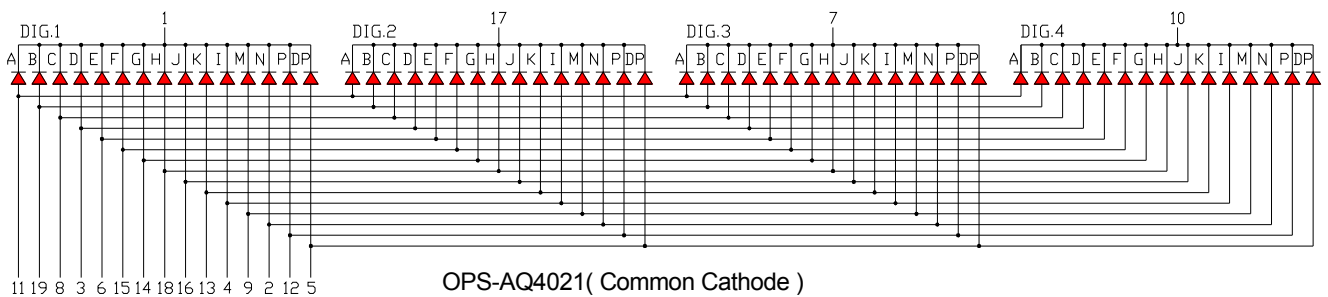 1 17 7 10
DIG.1 DIG.2 DIG.3 DIG.4
A B C D E F G H J K I M N P DP A B C D E F G H J K I M N P DP A B C D E F G H J K I M N P DP A B C D E F G H J K I M N P DP
11 19 8 3 6 15 14 18 16 13 4 9 2 12 5
OPS-AQ4021( Common Cathode )